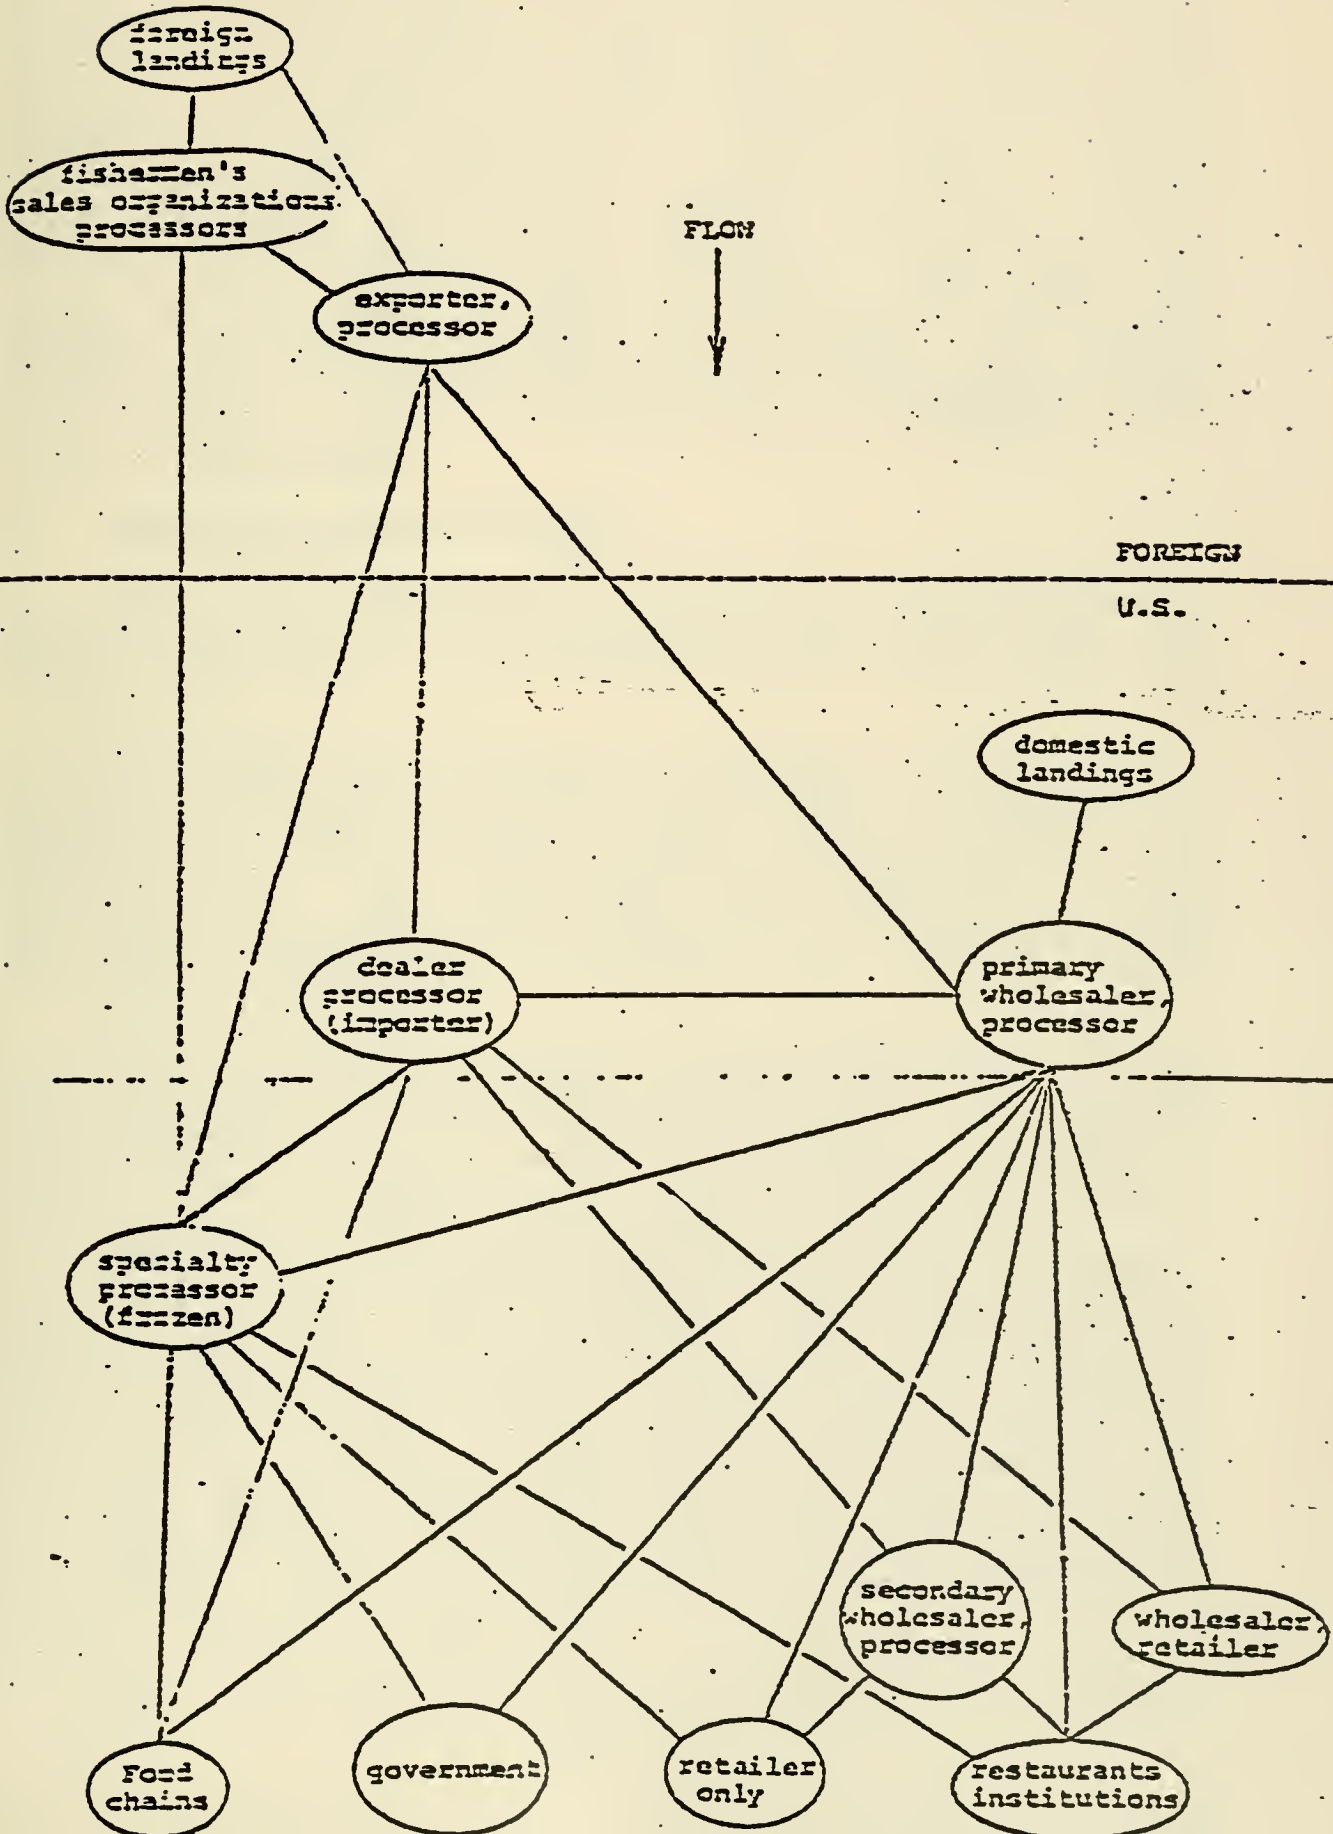 foreign
landings
fishermen's
sales organizations
processors
FLOW
exporter,
processor
FOREIGN
U.S.
domestic
landings
dealer
processor
(importer)
primary
wholesaler,
processor
specialty
processor
(frozen)
secondary
wholesaler,
processor
wholesaler,
retailer
Food
chains
government
retailer
only
restaurants
institutions